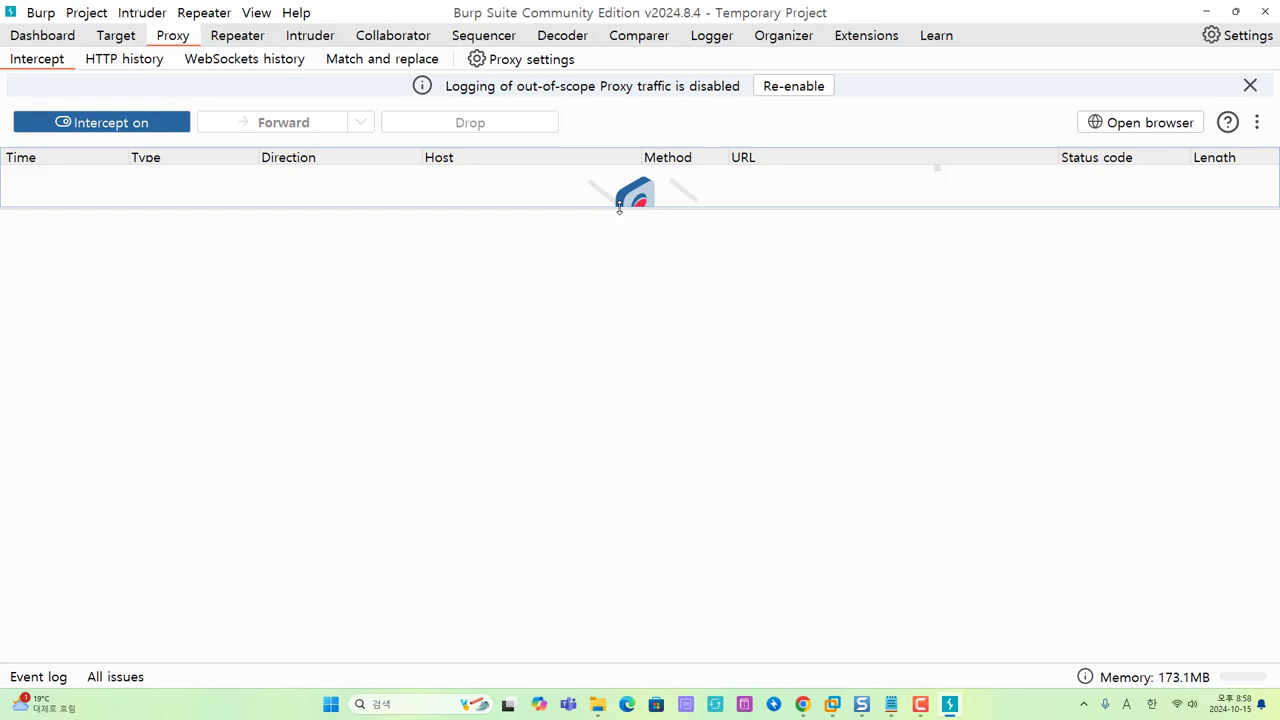 Burp Project Intruder Repeater View Help Burp Suite Community Edition v2024.8.4 - Temporary Project
Dashboard Target Proxy Repeater Intruder Collaborator Sequencer Decoder Comparer Logger Organizer Extensions Learn Settings
Intercept HTTP history WebSockets history Match and replace Proxy settings
Logging of out-of-scope Proxy traffic is disabled Re-enable
Intercept on Forward Drop Open browser
Time Type Direction Host Method URL Status code Length
Event log All issues Memory: 173.1MB
1 19°C 검색 A 한 오후 8:58
대체로 흐림 2024-10-15